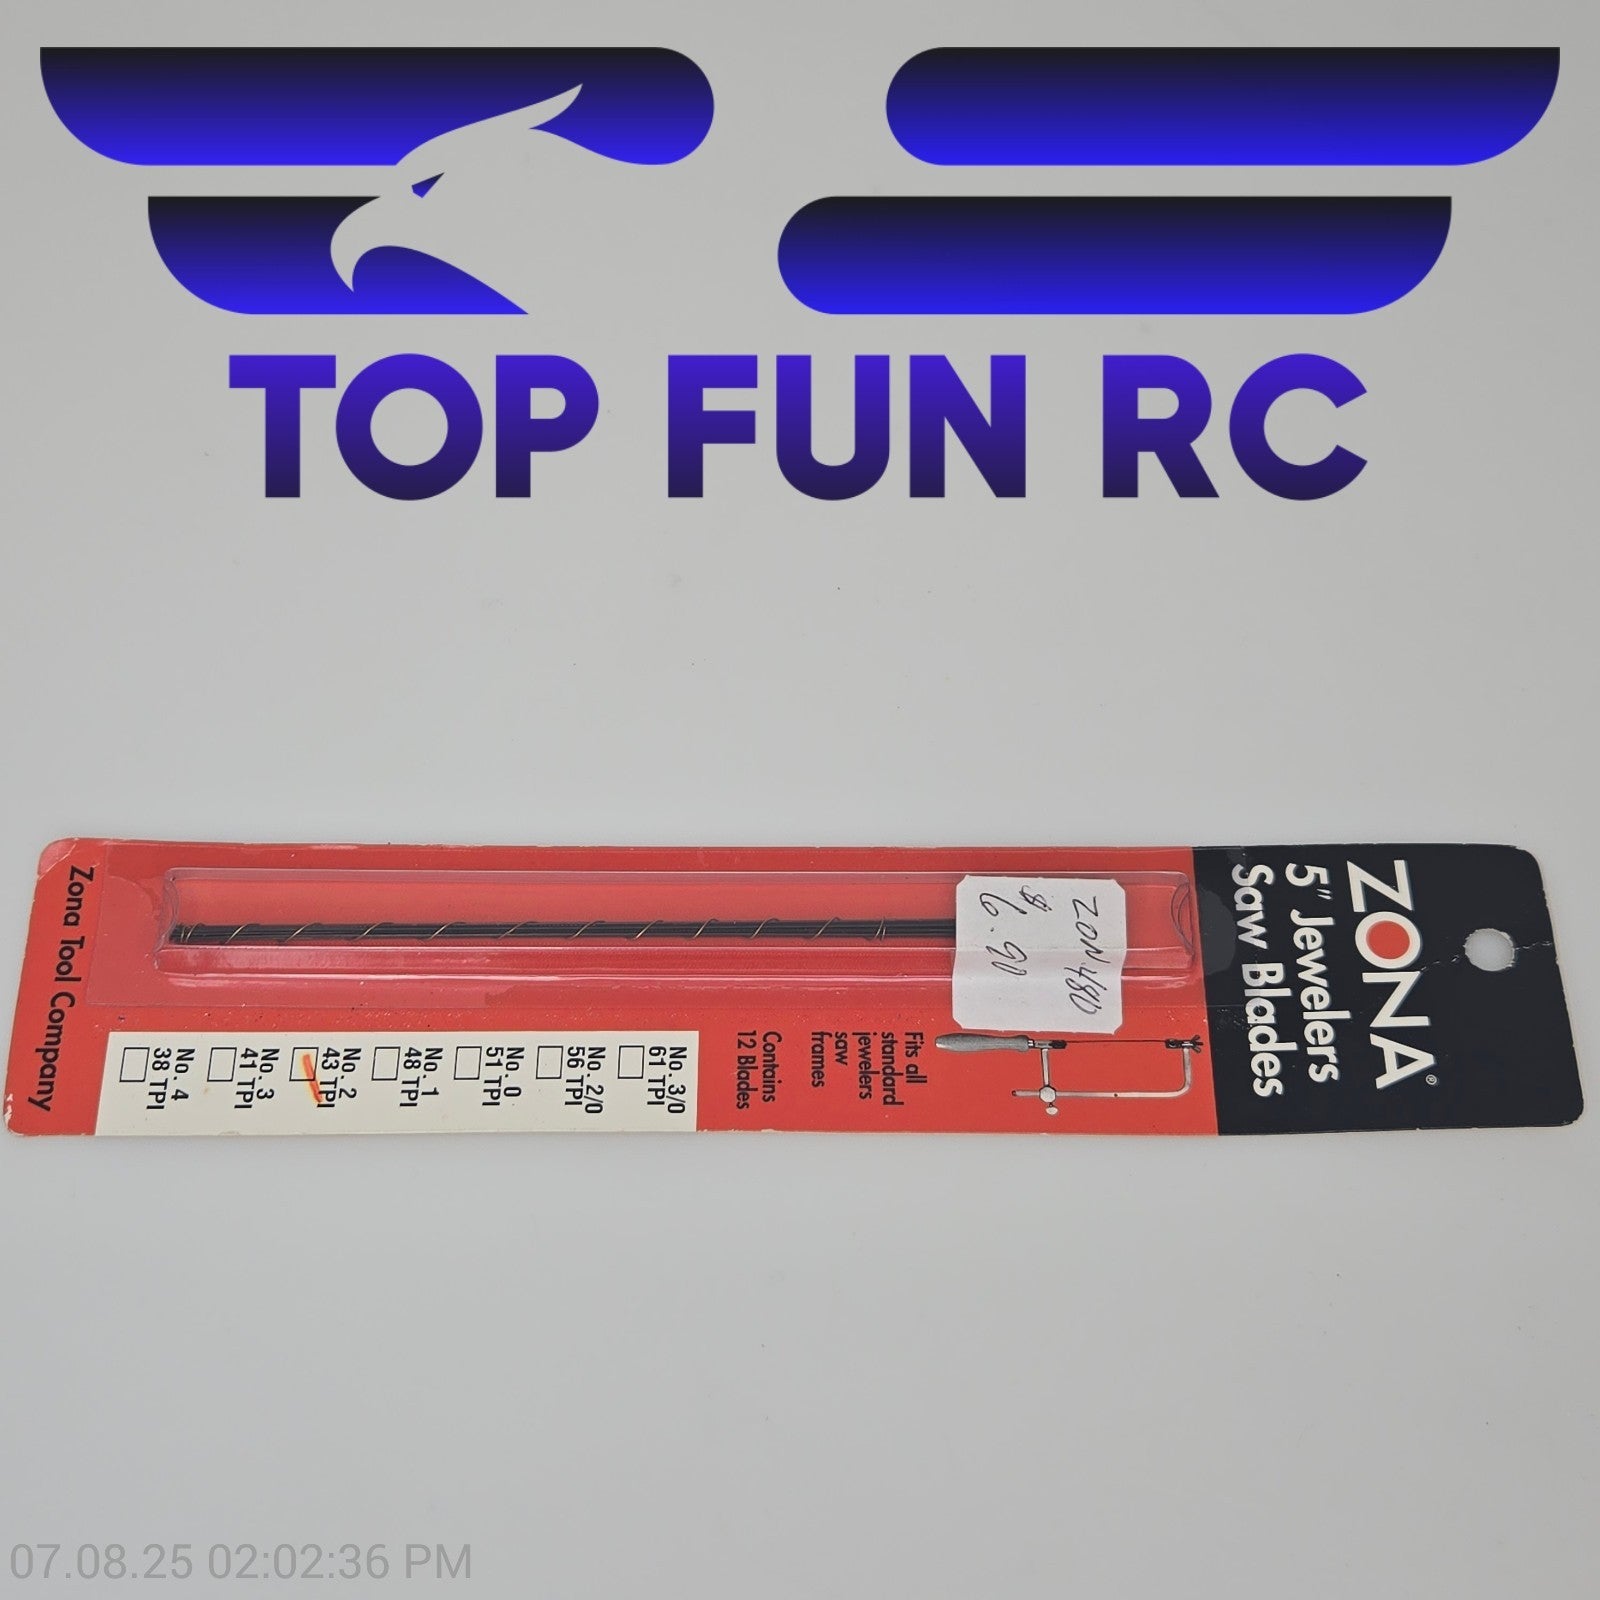 TOP FUN RC
ZONA®
5" Jewelers
Saw Blades
ZON.480
$6.90
Fits all
standard
jewelers
saw
frames
Contains
12 Blades
No. 3/0
61 TPI
No. 2/0
56 TPI
No. 0
51 TPI
No. 1
48 TPI
No. 2
43 TPI
No. 3
41 TPI
No. 4
38 TPI
Zona Tool Company
07.08.25 02:02:36 PM